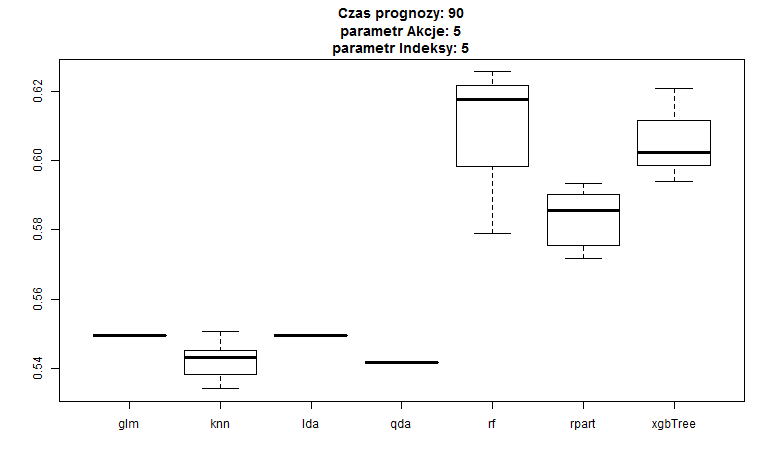 Czas prognozy: 90
parametr Akcje: 5
parametr Indeksy: 5
0.62
0.60
0.58
0.56
0.54
glm knn lda qda rf rpart xgbTree